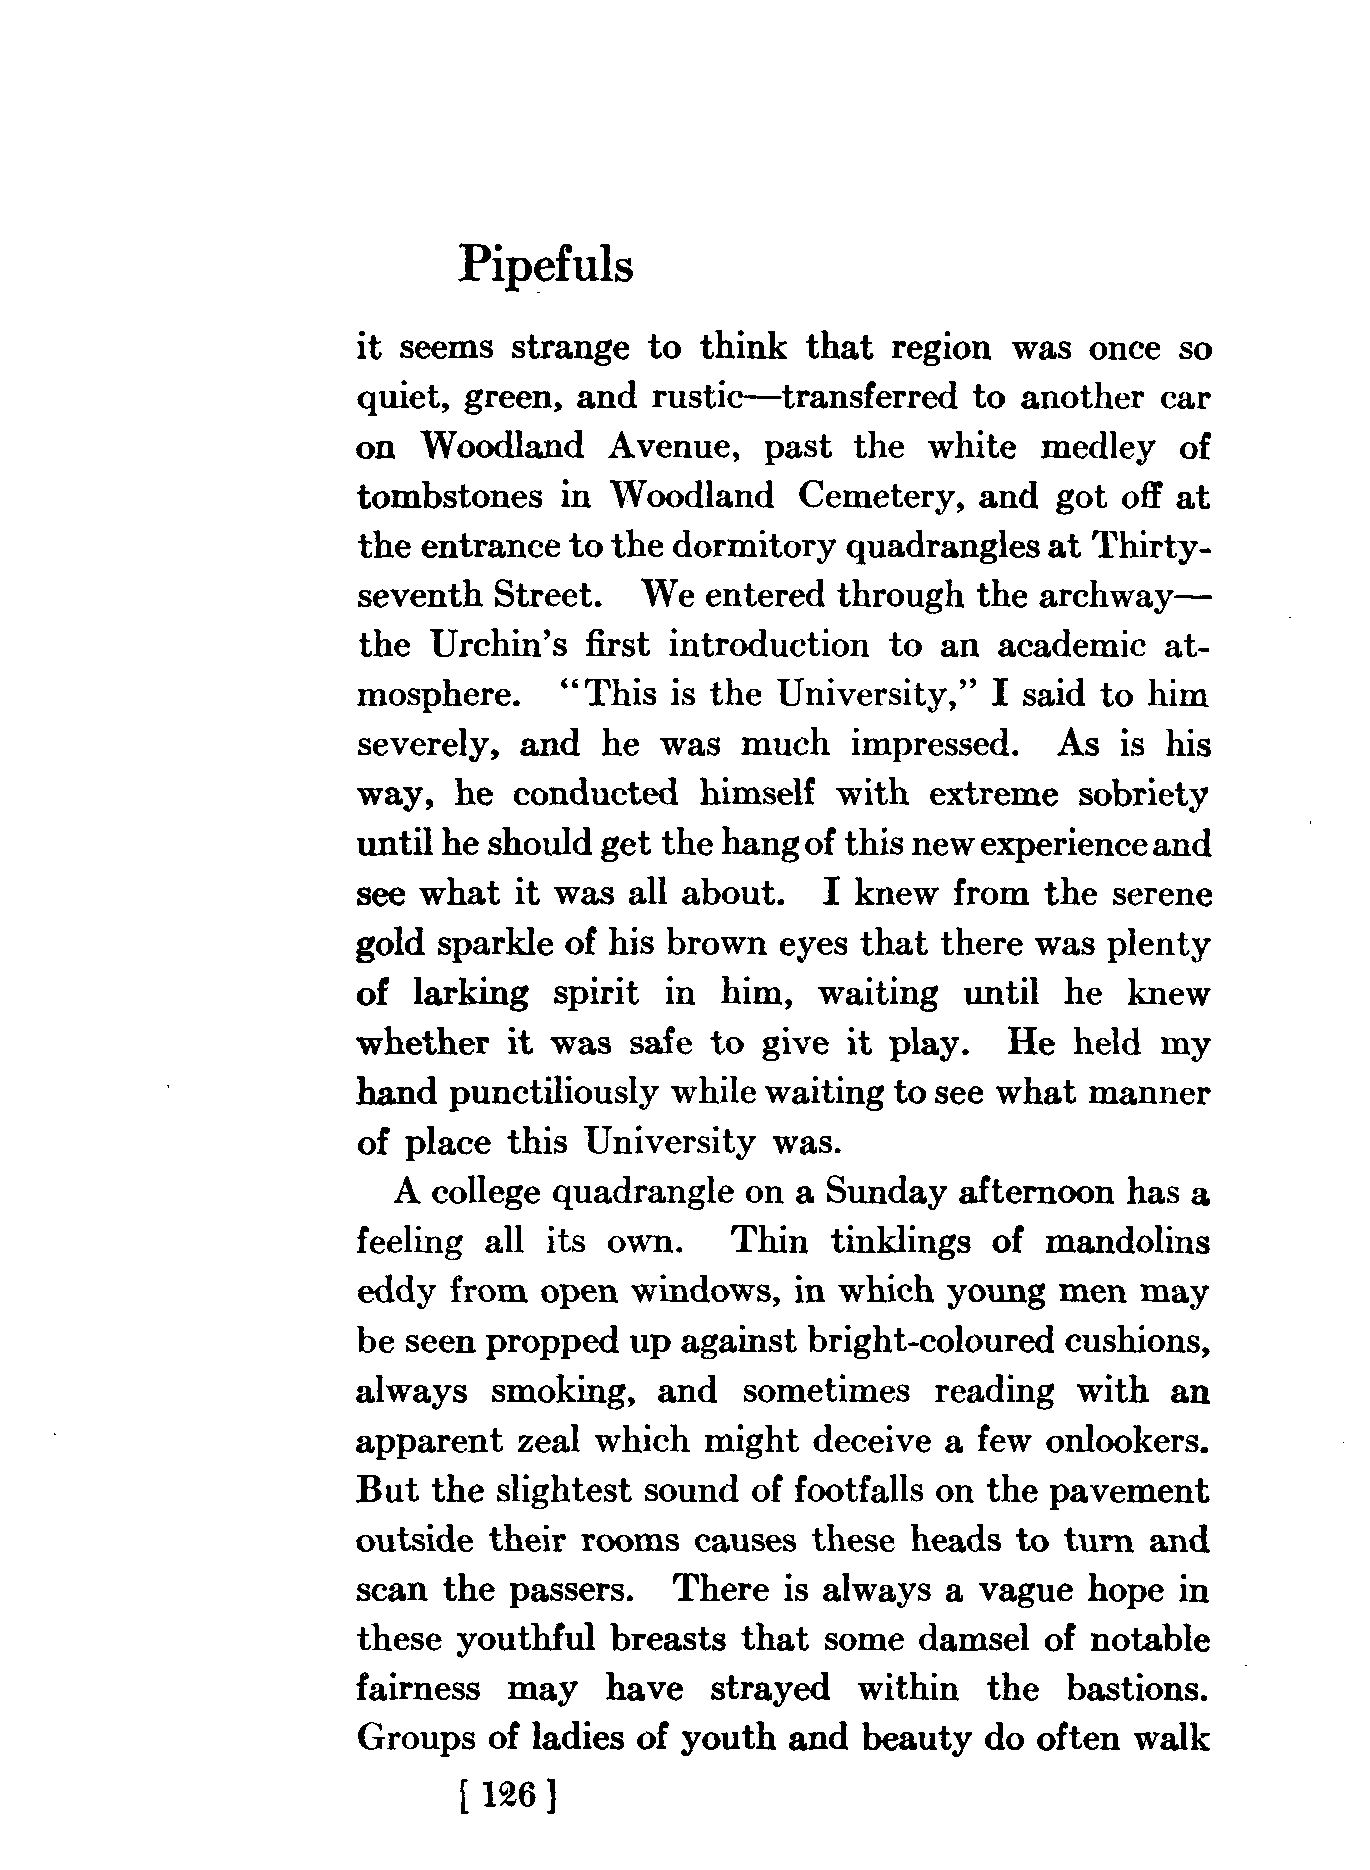 Pipefuls
it seems strange to think that region was once so
quiet, green, and rustic—transferred to another car
on Woodland Avenue, past the white medley of
tombstones in Woodland Cemetery, and got off at
the entrance to the dormitory quadrangles at Thirty-
seventh Street. We entered through the archway—
the Urchin's first introduction to an academic at-
mosphere. "This is the University," I said to him
severely, and he was much impressed. As is his
way, he conducted himself with extreme sobriety
until he should get the hang of this new experience and
see what it was all about. I knew from the serene
gold sparkle of his brown eyes that there was plenty
of larking spirit in him, waiting until he knew
whether it was safe to give it play. He held my
hand punctiliously while waiting to see what manner
of place this University was.
A college quadrangle on a Sunday afternoon has a
feeling all its own. Thin tinklings of mandolins
eddy from open windows, in which young men may
be seen propped up against bright-coloured cushions,
always smoking, and sometimes reading with an
apparent zeal which might deceive a few onlookers.
But the slightest sound of footfalls on the pavement
outside their rooms causes these heads to turn and
scan the passers. There is always a vague hope in
these youthful breasts that some damsel of notable
fairness may have strayed within the bastions.
Groups of ladies of youth and beauty do often walk
[ 126 ]